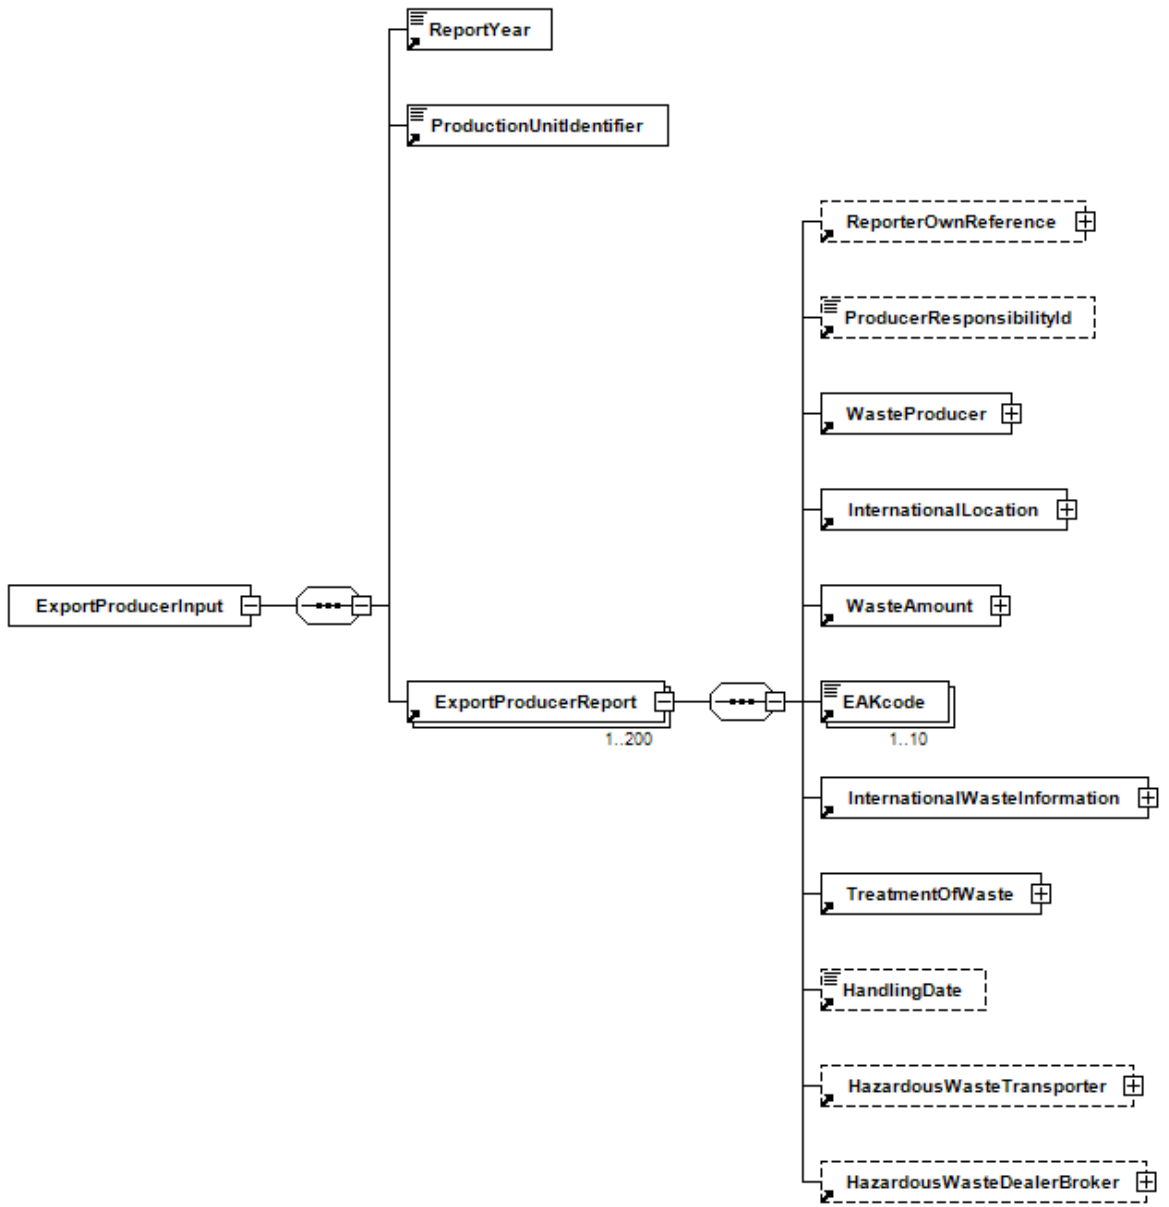 ReportYear
ProductionUnitIdentifier
ReporterOwnReference
ProducerResponsibilityId
WasteProducer
InternationalLocation
ExportProducerInput
WasteAmount
ExportProducerReport
1..200
EAKcode
1..10
InternationalWasteInformation
TreatmentOfWaste
HandlingDate
HazardousWasteTransporter
HazardousWasteDealerBroker